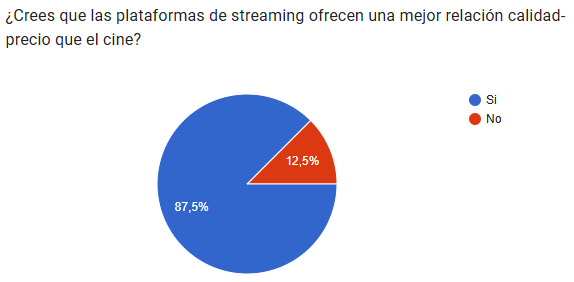 ¿Crees que las plataformas de streaming ofrecen una mejor relación calidad-
precio que el cine?
Si
No
12,5%
87,5%